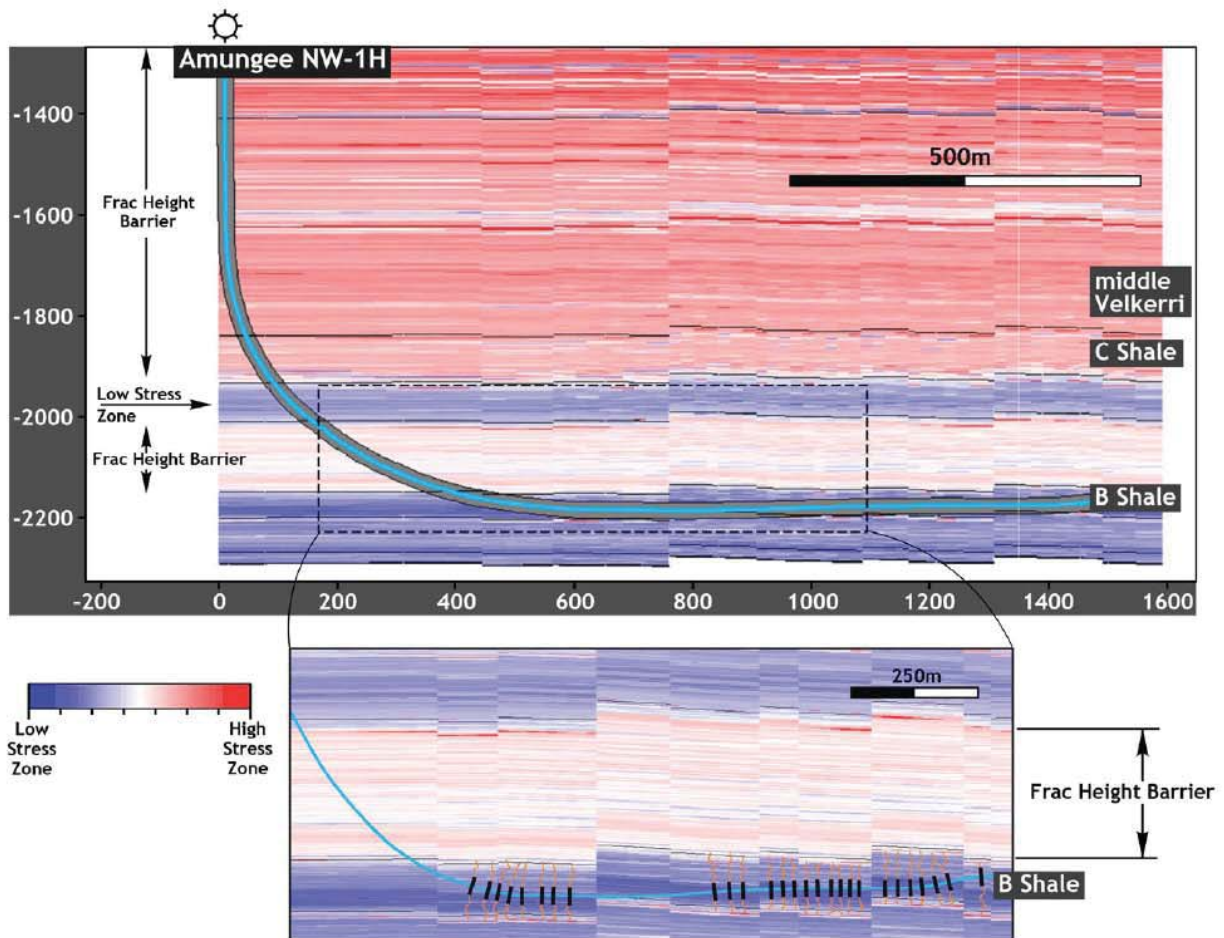 Amungee NW-1H
-1400
-1600
-1800
-2000
-2200
Frac Height
Barrier
Low Stress
Zone
Frac Height Barrier
500m
middle
Velkerri
C Shale
B Shale
-200
0
200
400
600
800
1000
1200
1400
1600
250m
Low
Stress
Zone
High
Stress
Zone
Frac Height Barrier
B Shale